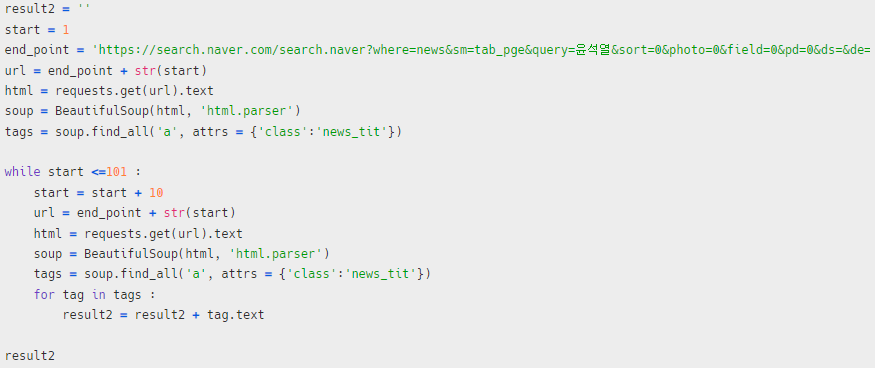 result2 = ''
start = 1
end_point = 'https://search.naver.com/search.naver?where=news&sm=tab_pge&query=윤석열&sort=0&photo=0&field=0&pd=0&ds=&de=
url = end_point + str(start)
html = requests.get(url).text
soup = BeautifulSoup(html, 'html.parser')
tags = soup.find_all('a', attrs = {'class':'news_tit'})
while start <=101 :
    start = start + 10
    url = end_point + str(start)
    html = requests.get(url).text
    soup = BeautifulSoup(html, 'html.parser')
    tags = soup.find_all('a', attrs = {'class':'news_tit'})
    for tag in tags :
        result2 = result2 + tag.text
result2